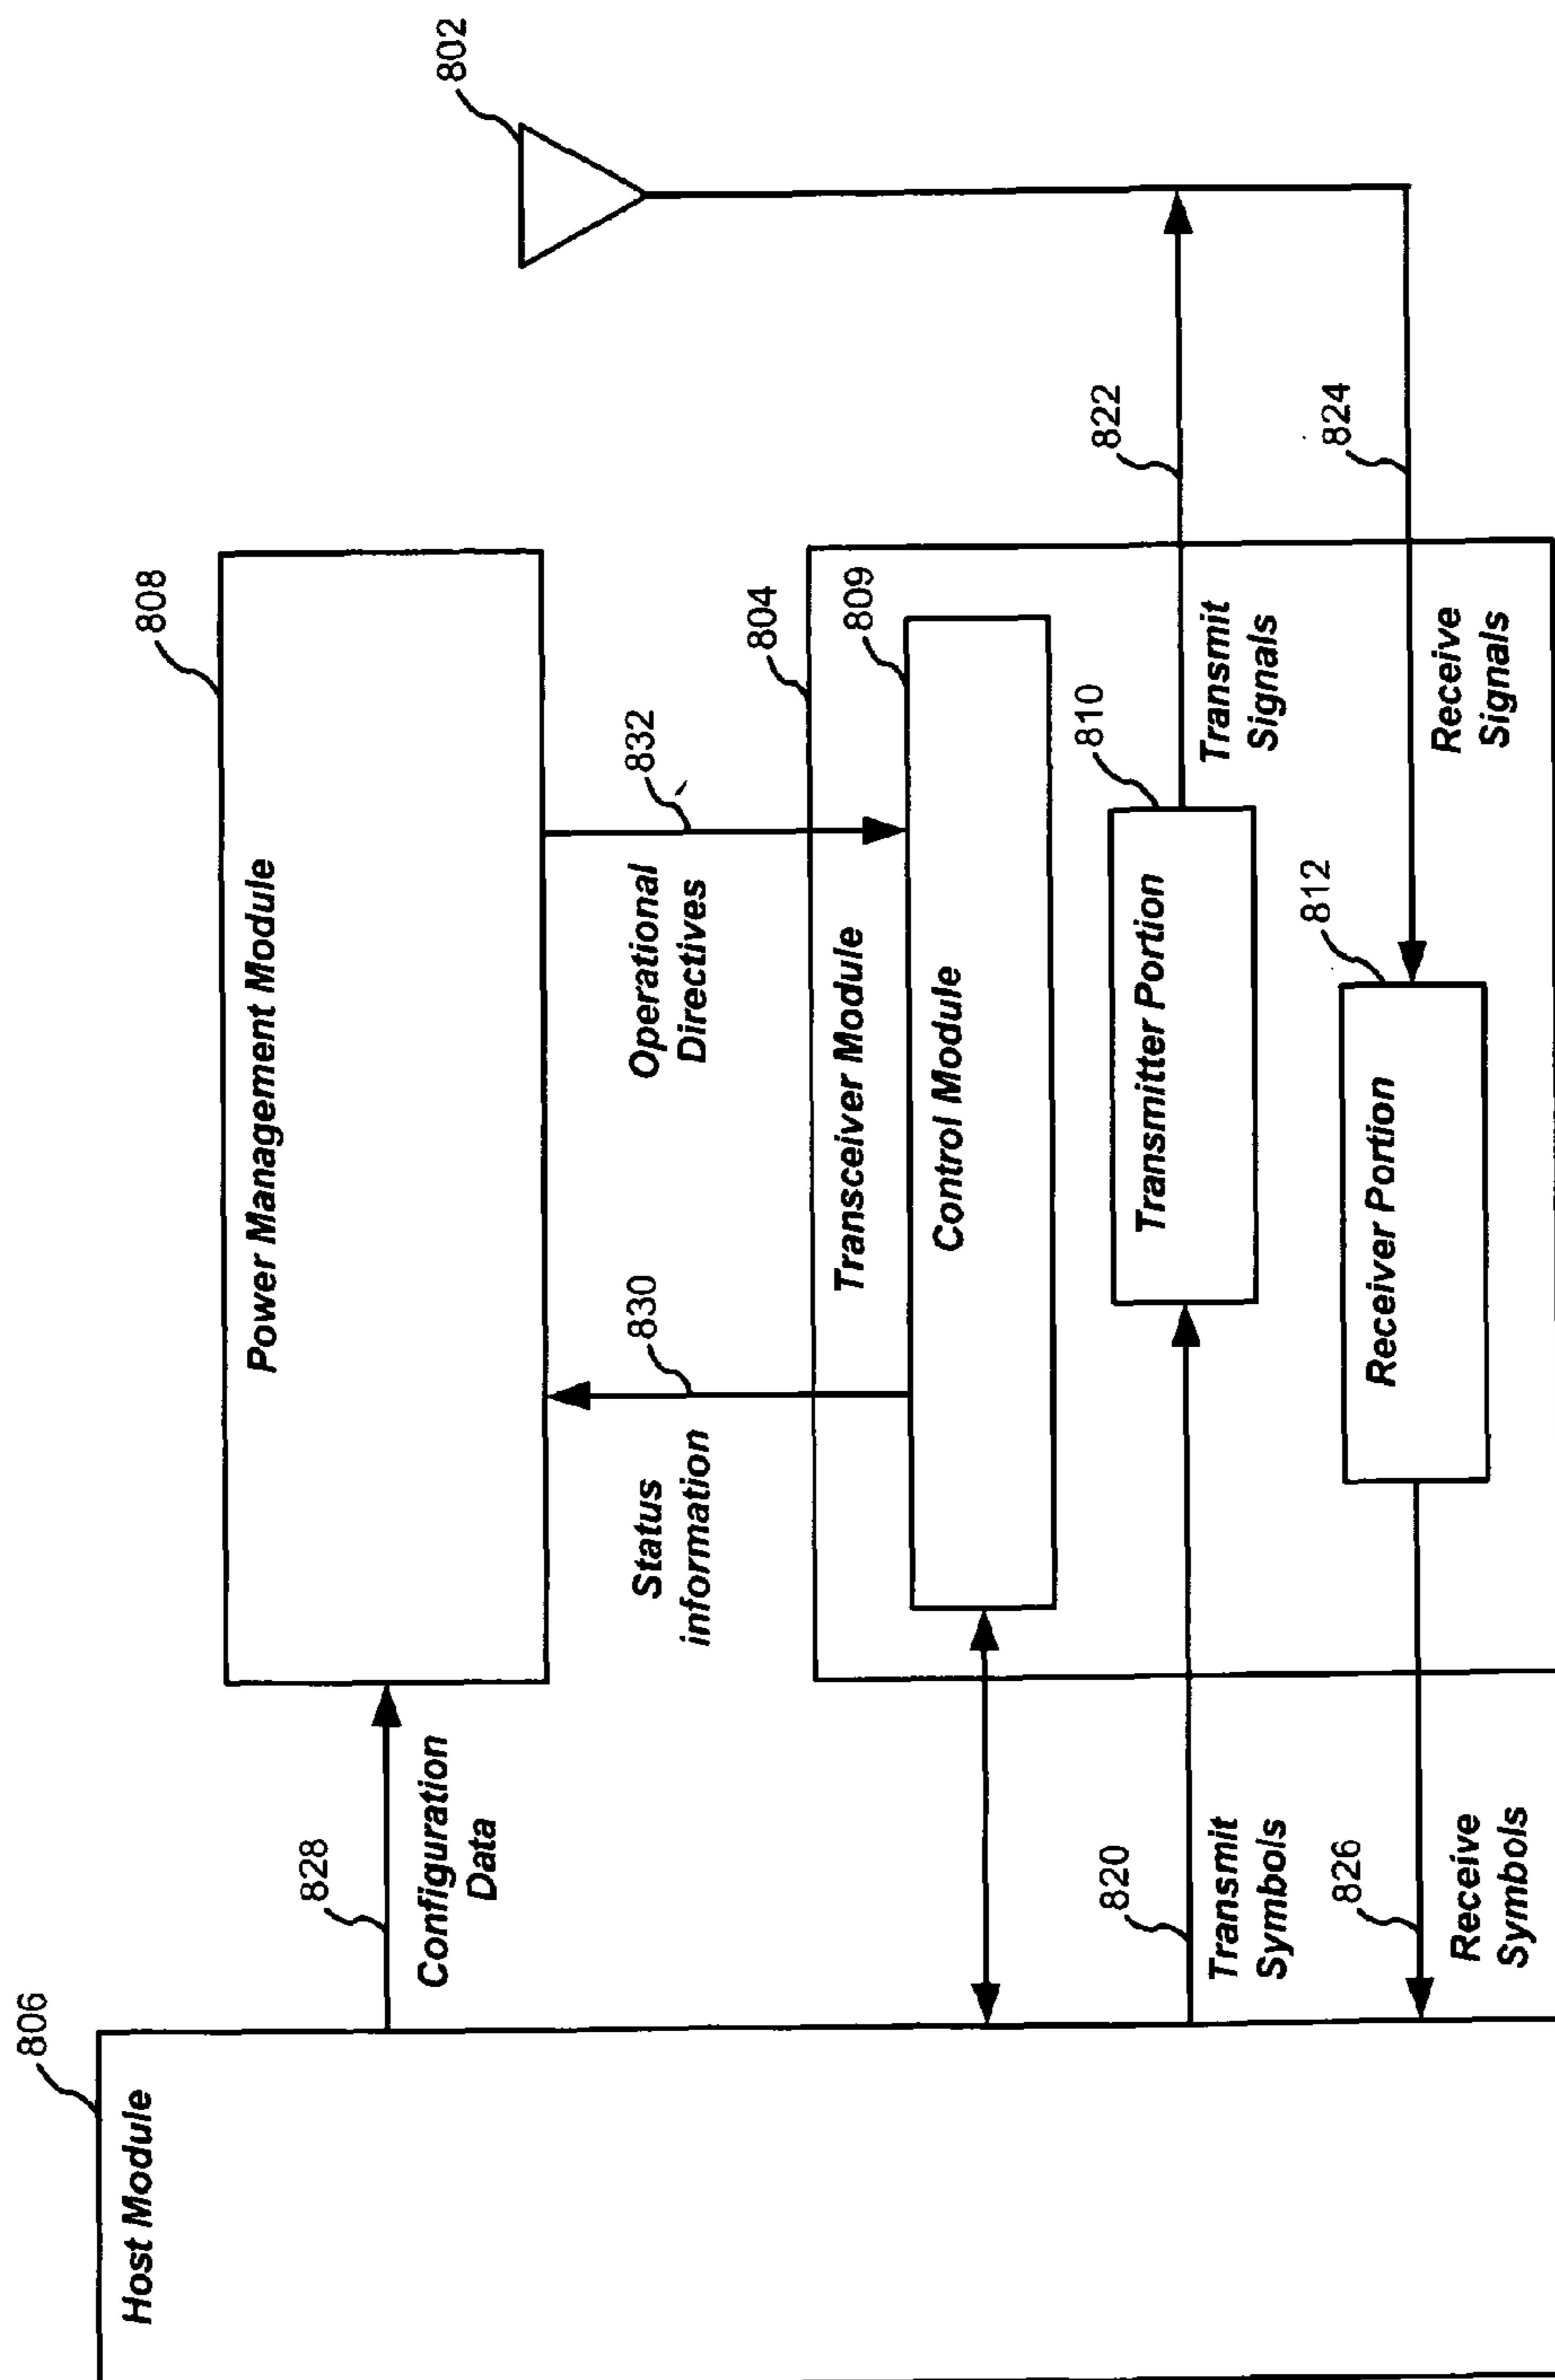 806
Host Module
828
Configuration
Data
808
Power Management Module
802
830
Status
information
832
Operational
Directives
804
Transceiver Module
809
Control Module
820
Transmit
Symbols
810
Transmitter Portion
822
Transmit
Signals
826
Receive
Symbols
812
Receiver Portion
824
Receive
Signals